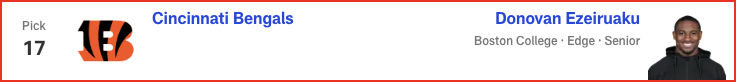 Pick
17
Cincinnati Bengals
Donovan Ezeiruaku
Boston College · Edge · Senior